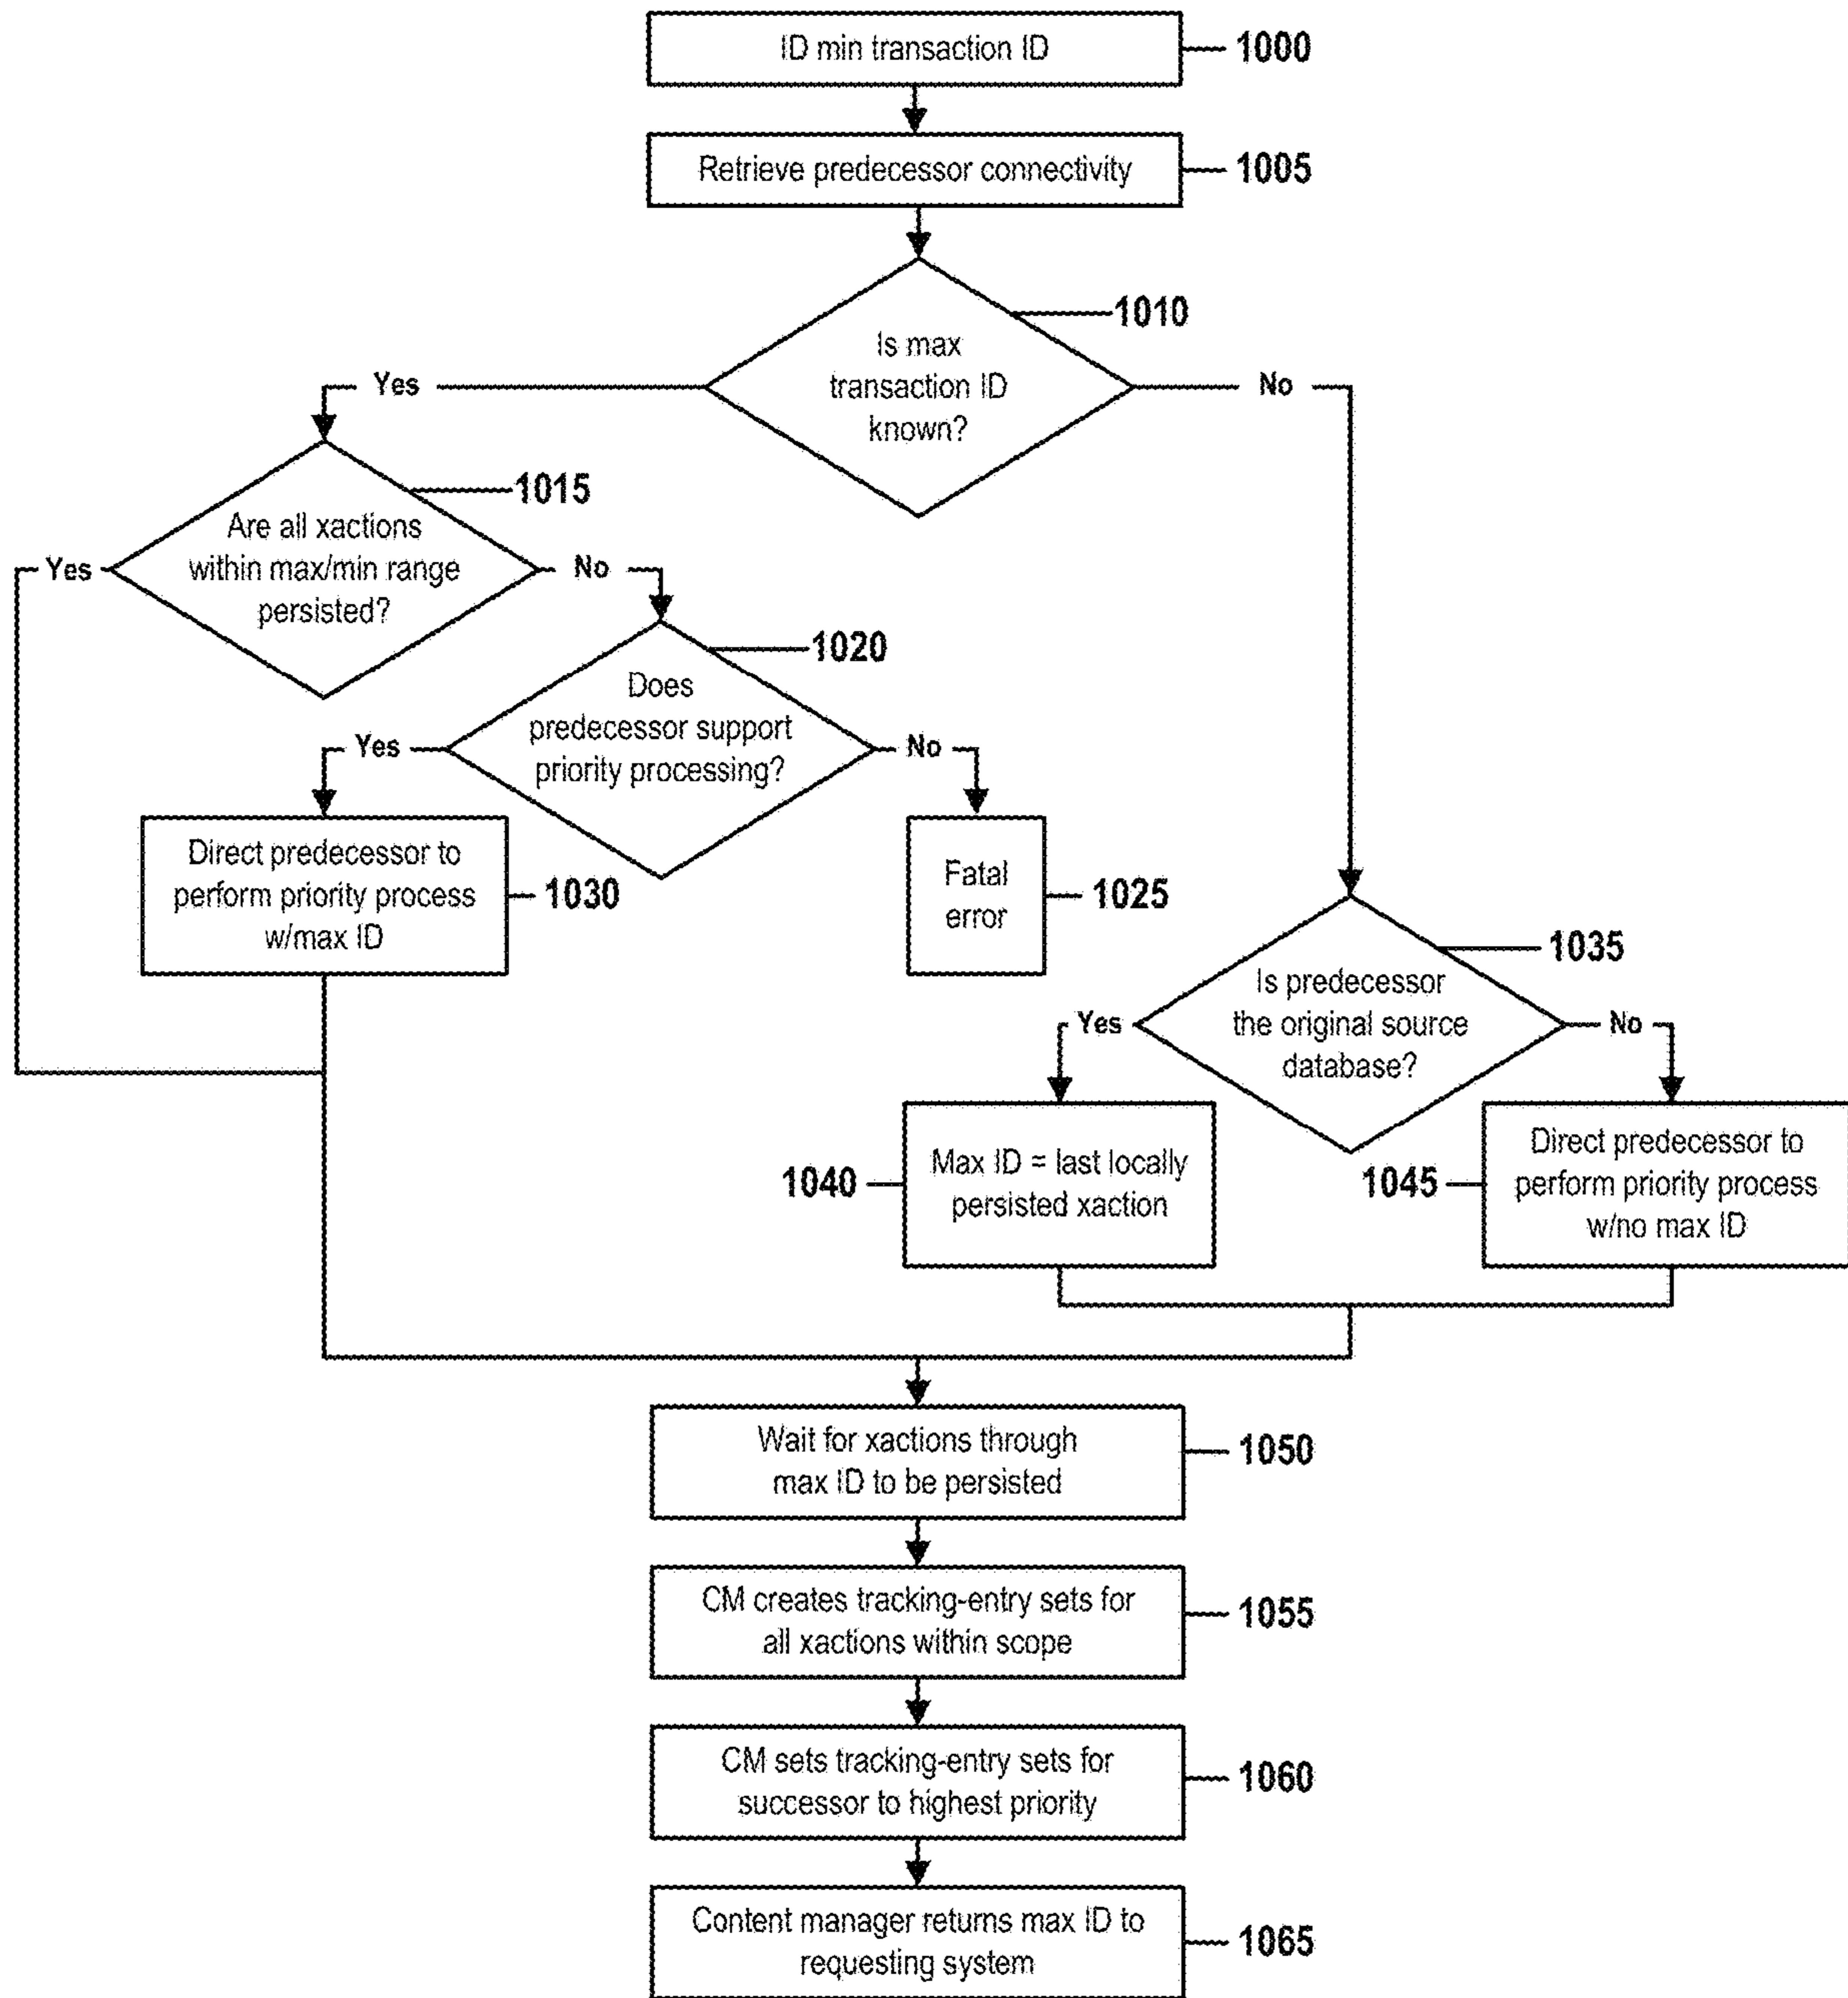 ID min transaction ID
1000
Retrieve predecessor connectivity
1005
1010
Is max
transaction ID
known?
Yes
No
1015
Are all xactions
within max/min range
persisted?
Yes
No
1020
Does
predecessor support
priority processing?
Yes
No
Direct predecessor to
perform priority process
w/max ID
1030
Fatal
error
1025
1035
Is predecessor
the original source
database?
Yes
No
1040
Max ID = last locally
persisted xaction
1045
Direct predecessor to
perform priority process
w/no max ID
Wait for xactions through
max ID to be persisted
1050
CM creates tracking-entry sets for
all xactions within scope
1055
CM sets tracking-entry sets for
successor to highest priority
1060
Content manager returns max ID to
requesting system
1065